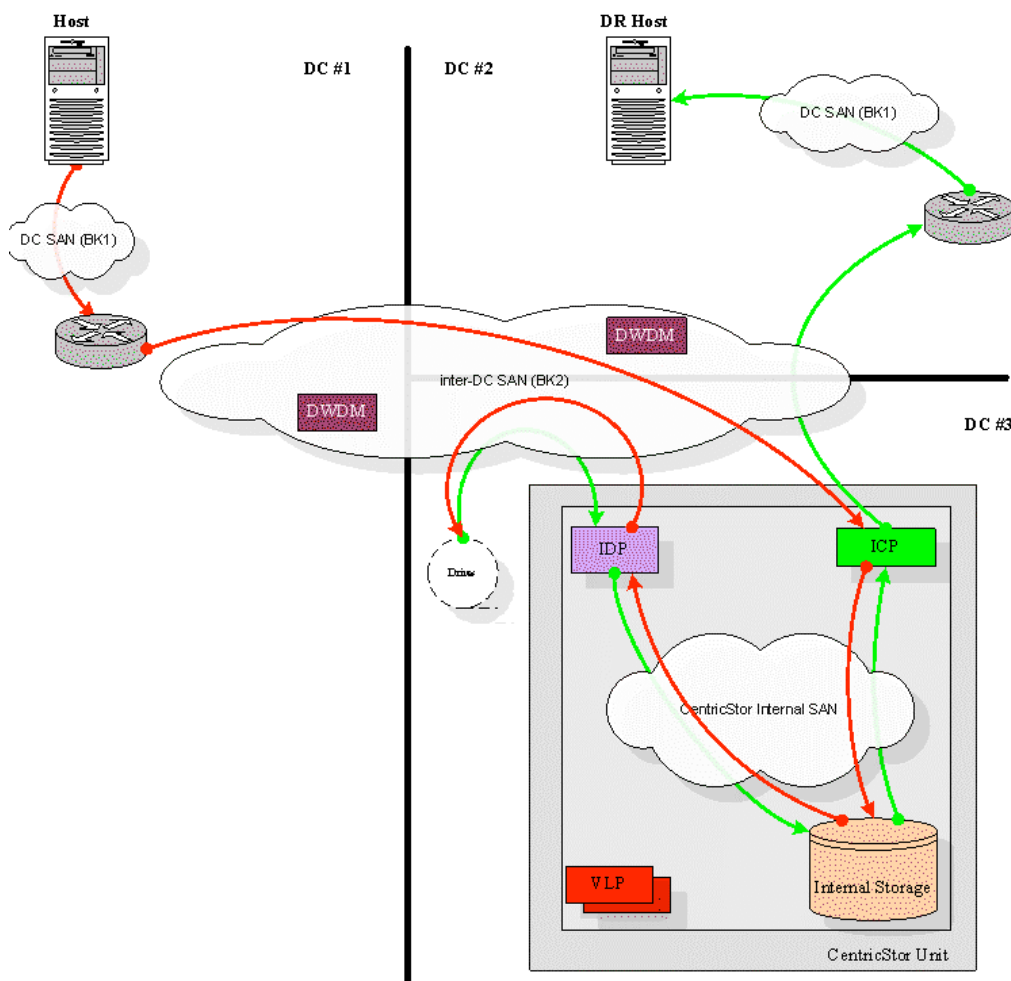 Host
DR Host
DC #1
DC #2
DC SAN (BK1)
DC SAN (BK1)
DWDM
inter-DC SAN (BK2)
DWDM
DC #3
IDP
ICP
Drive
CentricStor Internal SAN
VLP
Internal Storage
CentricStor Unit